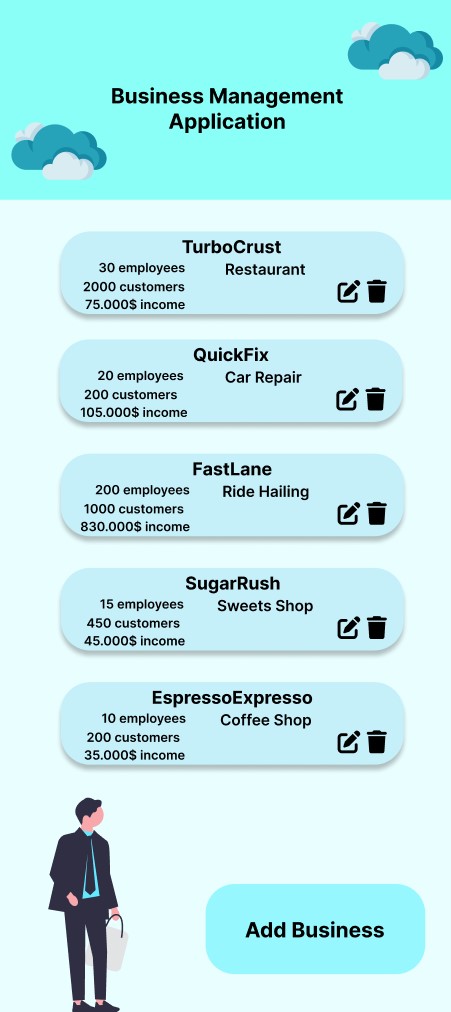 Business Management
Application
TurboCrust
30 employees
Restaurant
2000 customers
75.000$ income
QuickFix
20 employees
Car Repair
200 customers
105.000$ income
FastLane
200 employees
Ride Hailing
1000 customers
830.000$ income
SugarRush
15 employees
Sweets Shop
450 customers
45.000$ income
EspressoExpresso
10 employees
Coffee Shop
200 customers
35.000$ income
Add Business